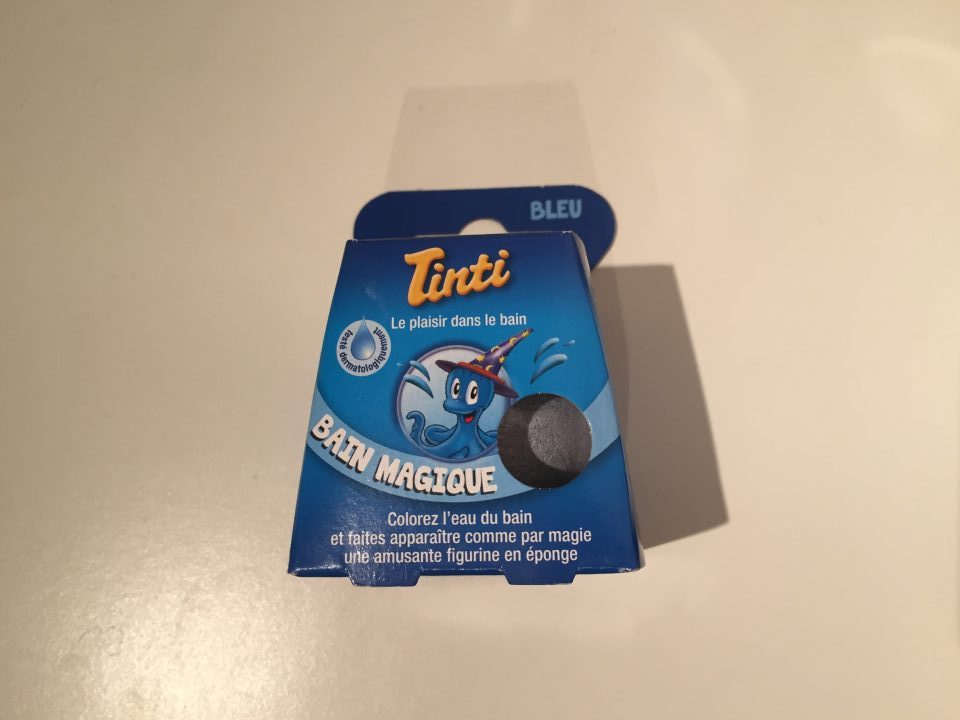 BLEU
Tinti
Le plaisir dans le bain
testé dermatologiquement
BAIN MAGIQUE
Colorez l'eau du bain
et faites apparaître comme par magie
une amusante figurine en éponge